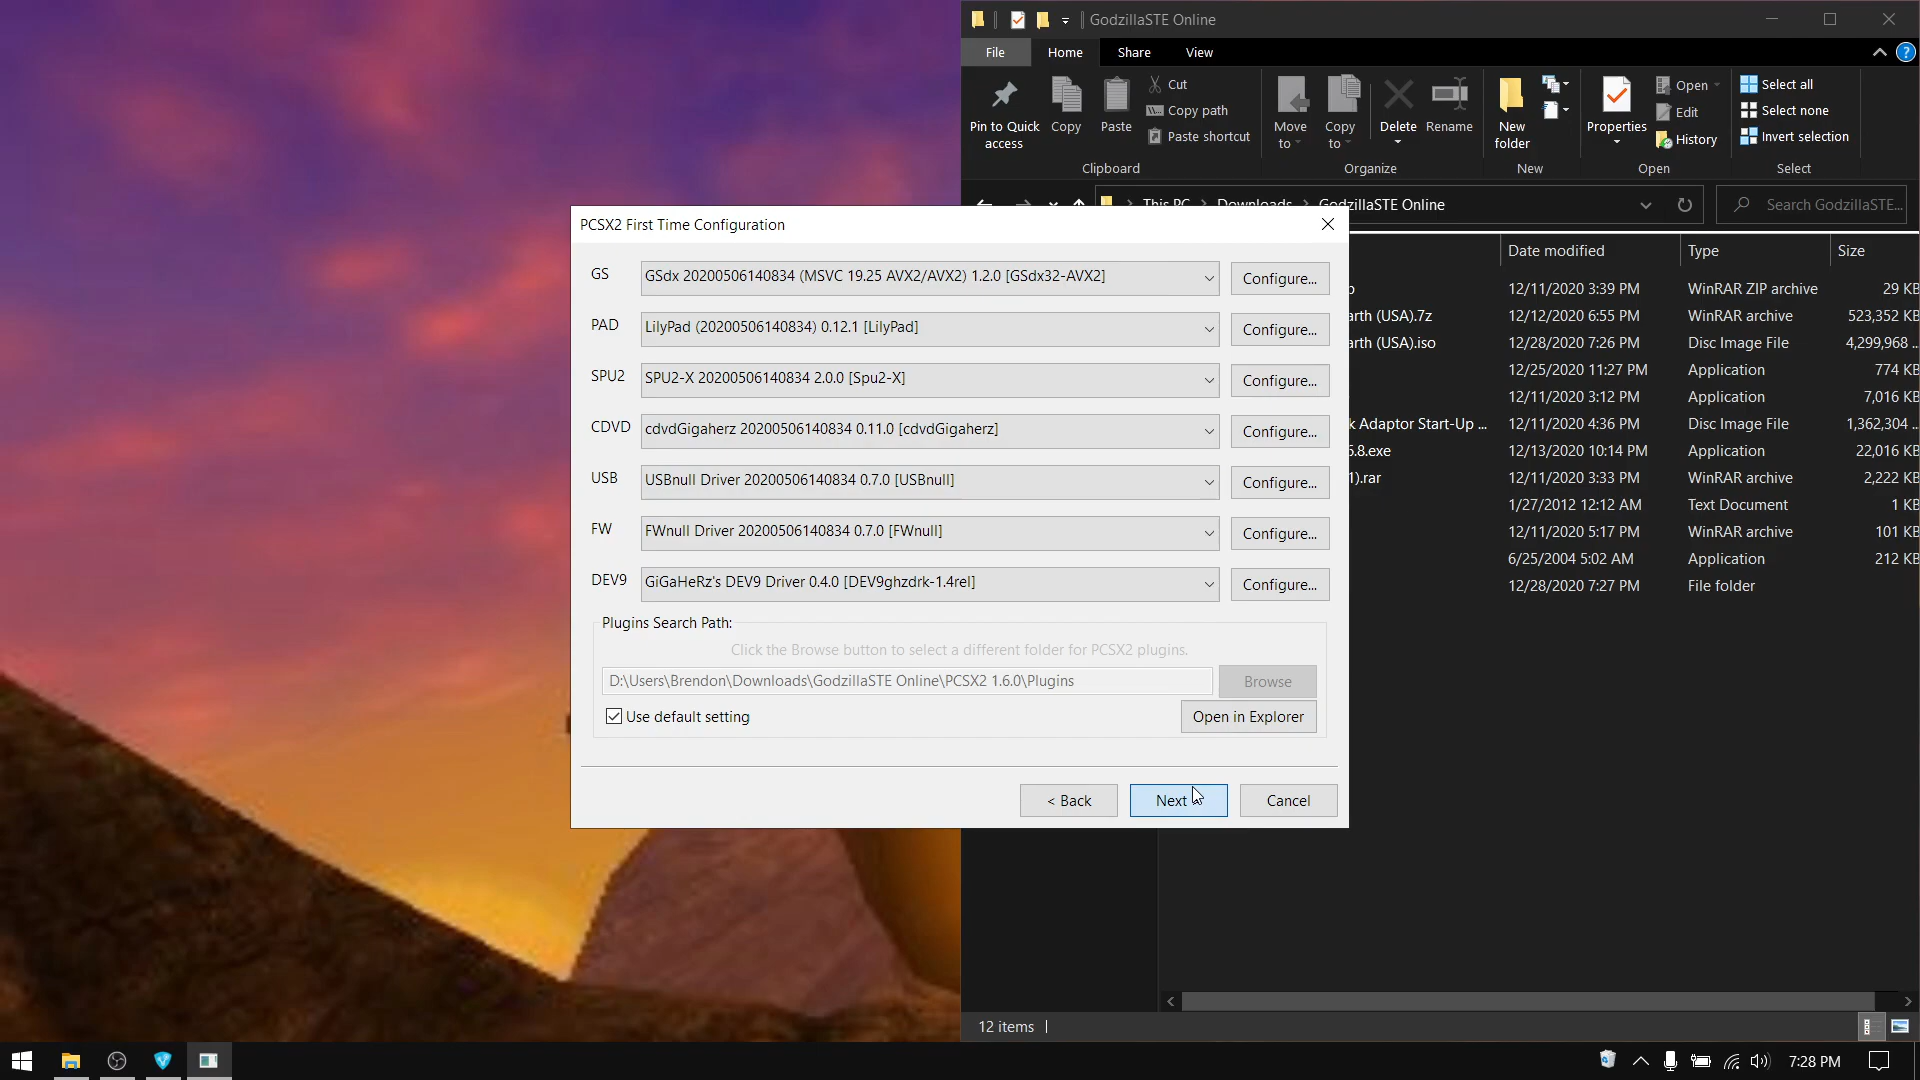 GodzillaSTE Online
File
Home
Share
View
Pin to Quick access
Copy
Paste
Cut
Copy path
Paste shortcut
Move to
Copy to
Delete
Rename
New folder
Properties
Open
Edit
History
Select all
Select none
Invert selection
Clipboard
Organize
New
Open
Select
This PC
Downloads
GodzillaSTE Online
Search GodzillaSTE...
Date modified
Type
Size
12/11/2020 3:39 PM WinRAR ZIP archive 29 KB
arth (USA).7z 12/12/2020 6:55 PM WinRAR archive 523,352 KB
arth (USA).iso 12/28/2020 7:26 PM Disc Image File 4,299,968 ..
12/25/2020 11:27 PM Application 774 KB
12/11/2020 3:12 PM Application 7,016 KB
k Adaptor Start-Up ... 12/11/2020 4:36 PM Disc Image File 1,362,304 ..
.8.exe 12/13/2020 10:14 PM Application 22,016 KB
1).rar 12/11/2020 3:33 PM WinRAR archive 2,222 KB
1/27/2012 12:12 AM Text Document 1 KB
12/11/2020 5:17 PM WinRAR archive 101 KB
6/25/2004 5:02 AM Application 212 KB
12/28/2020 7:27 PM File folder
PCSX2 First Time Configuration
GS GSdx 20200506140834 (MSVC 19.25 AVX2/AVX2) 1.2.0 [GSdx32-AVX2] Configure...
PAD LilyPad (20200506140834) 0.12.1 [LilyPad] Configure...
SPU2 SPU2-X 20200506140834 2.0.0 [Spu2-X] Configure...
CDVD cdvdGigaherz 20200506140834 0.11.0 [cdvdGigaherz] Configure...
USB USBnull Driver 20200506140834 0.7.0 [USBnull] Configure...
FW FWnull Driver 20200506140834 0.7.0 [FWnull] Configure...
DEV9 GiGaHeRz's DEV9 Driver 0.4.0 [DEV9ghzdrk-1.4rel] Configure...
Plugins Search Path:
Click the Browse button to select a different folder for PCSX2 plugins.
D:\Users\Brendon\Downloads\GodzillaSTE Online\PCSX2 1.6.0\Plugins Browse
Use default setting Open in Explorer
< Back Next Cancel
12 items
7:28 PM